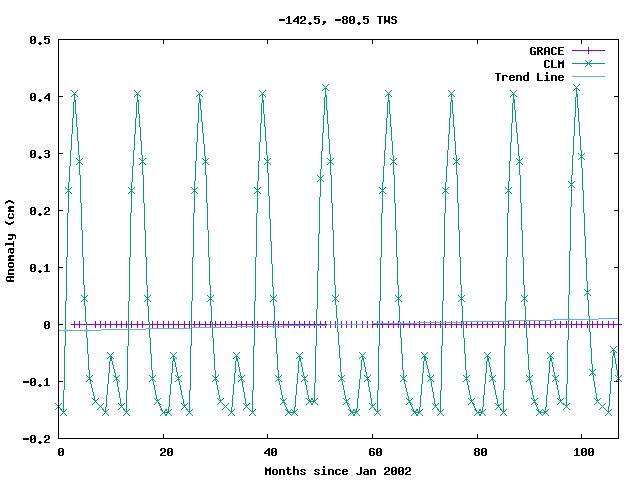 -142.5, -80.5 TWS
0.5
0.4
0.3
0.2
0.1
0
-0.1
-0.2
Anomaly (cm)
GRACE
CLM
Trend Line
0 20 40 60 80 100
Months since Jan 2002